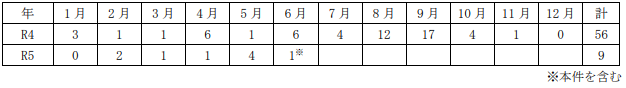 年 1月 2月 3月 4月 5月 6月 7月 8月 9月 10月 11月 12月 計
R4 3 1 1 6 1 6 4 12 17 4 1 0 56
R5 0 2 1 1 4 1※ 9
※本件を含む